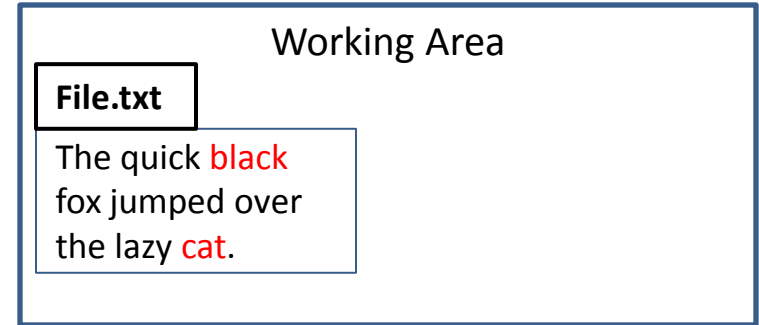 Working Area
File.txt
The quick black
fox jumped over
the lazy cat.